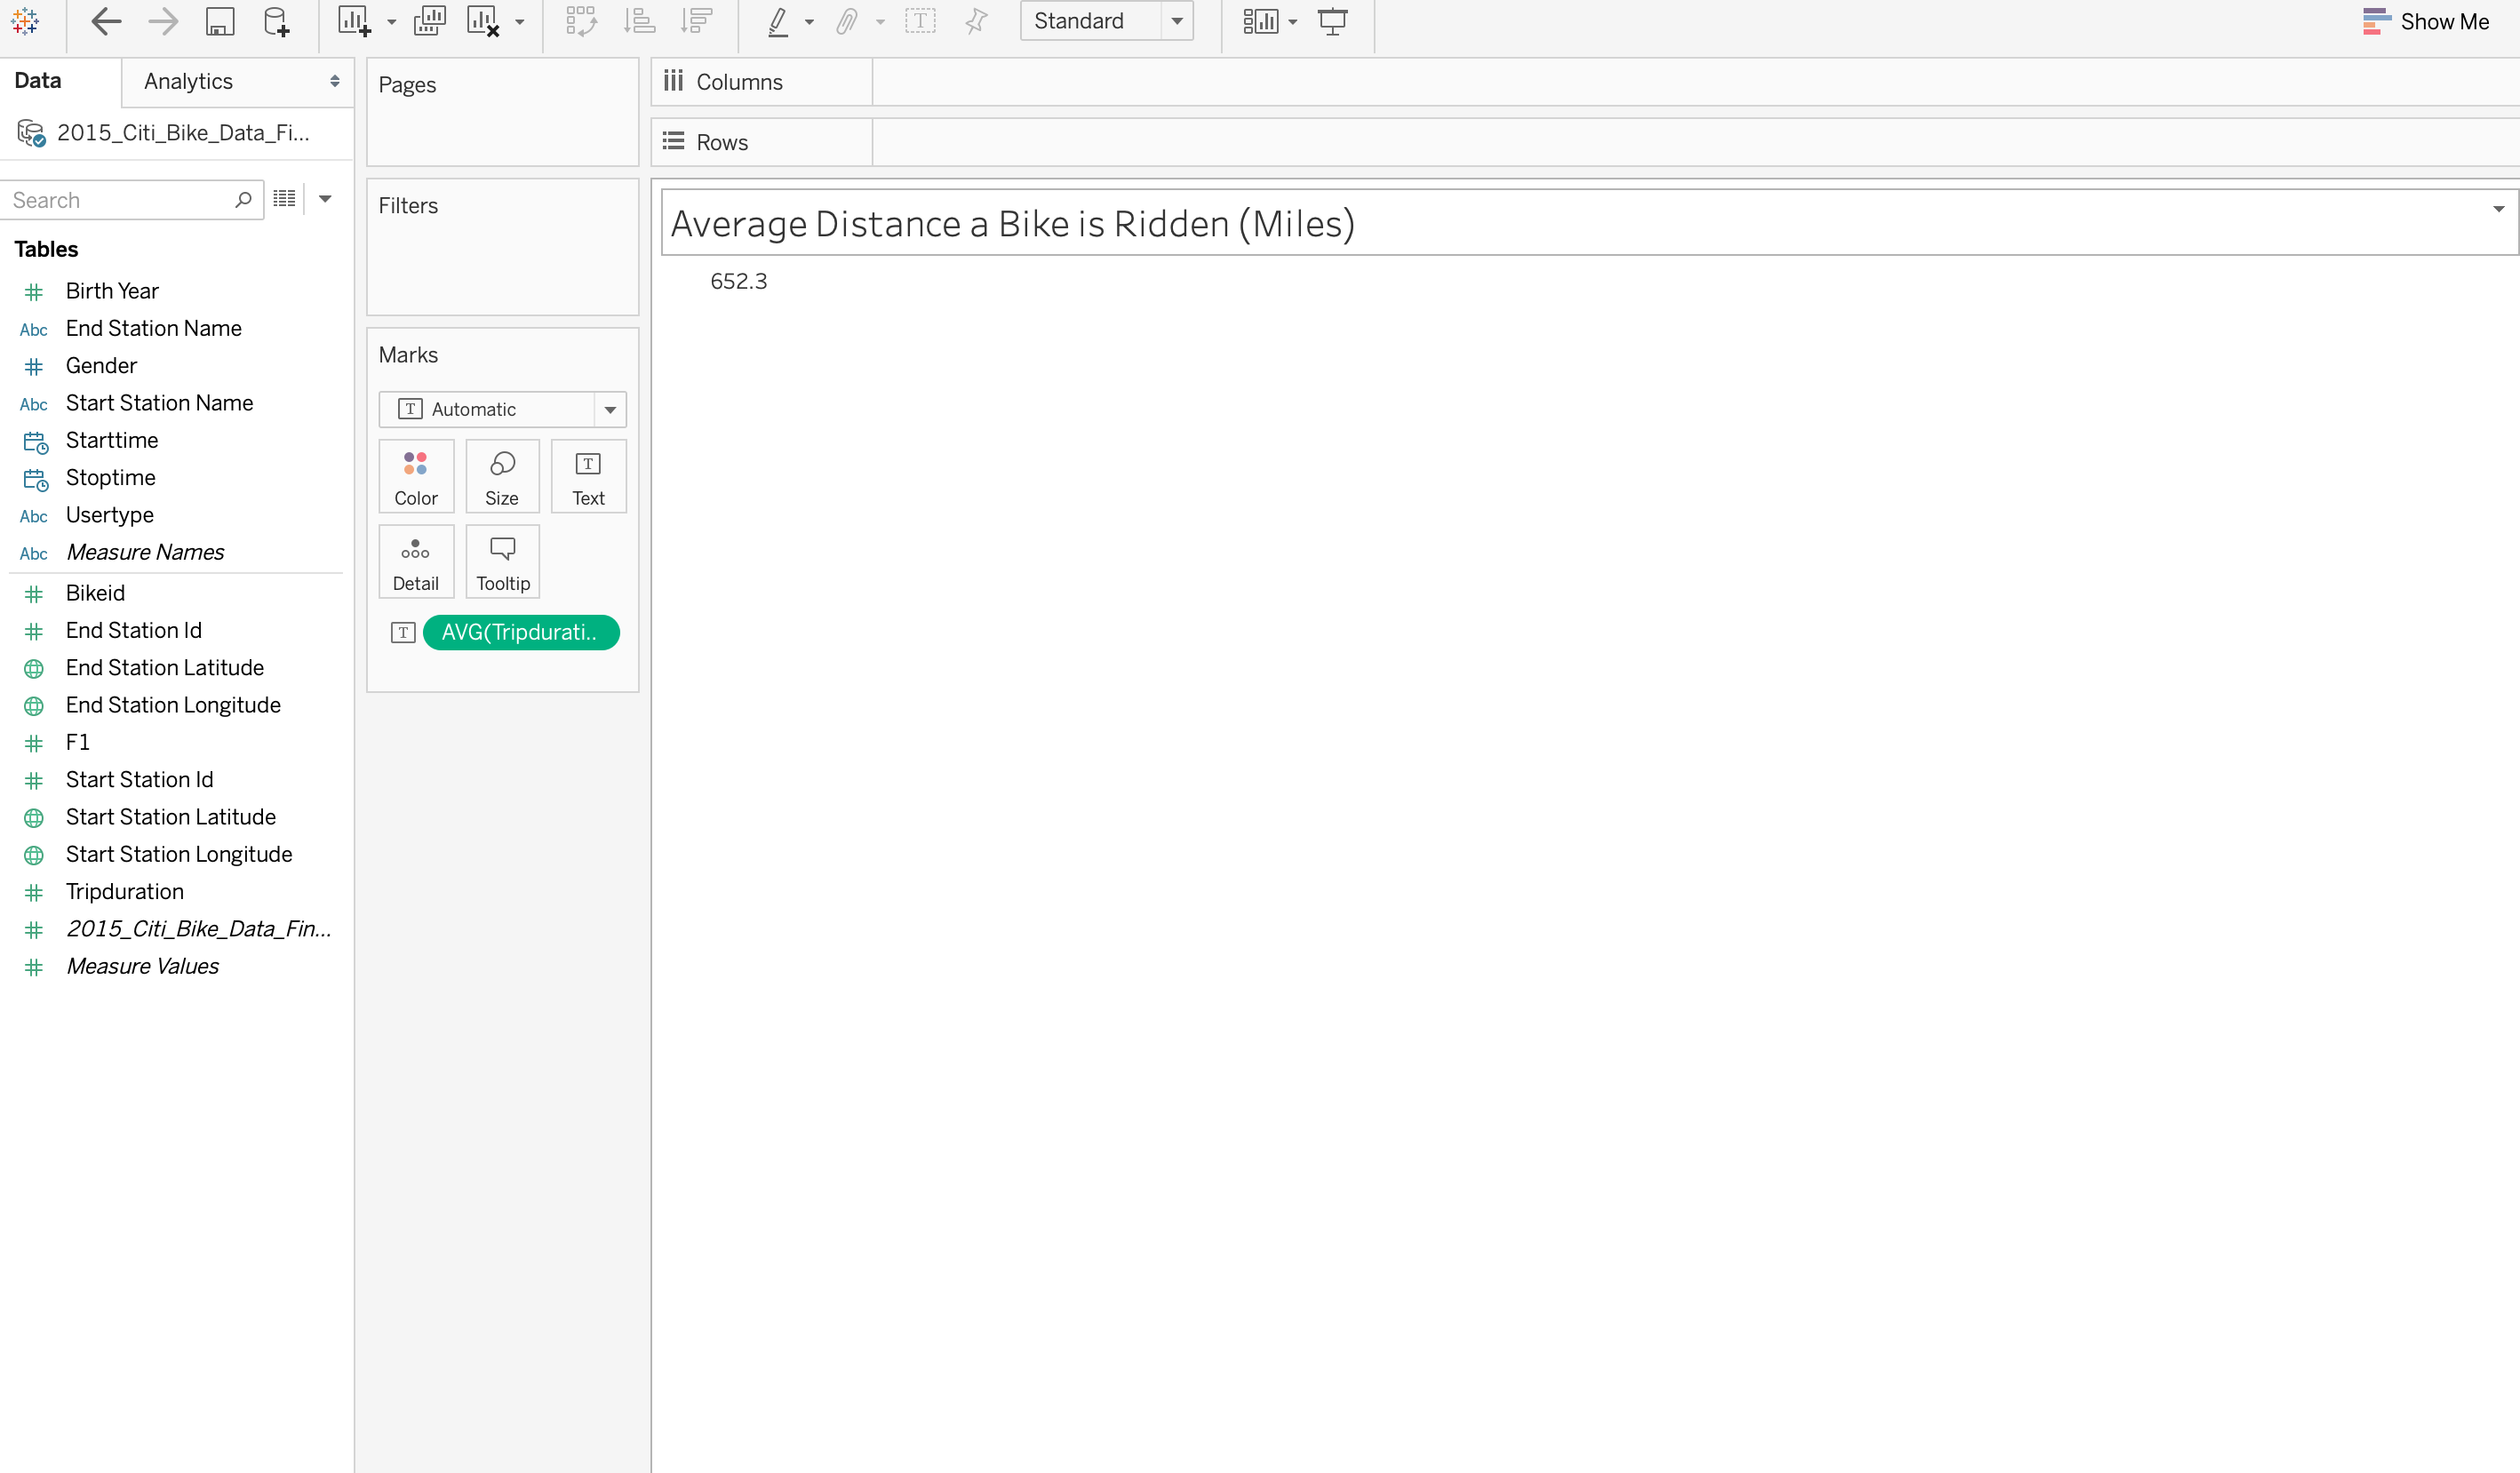 Standard
Show Me
Data
Analytics
2015_Citi_Bike_Data_Fi...
Search
Tables
Birth Year
Abc End Station Name
Gender
Abc Start Station Name
Starttime
Stoptime
Abc Usertype
Abc Measure Names
Bikeid
End Station Id
End Station Latitude
End Station Longitude
F1
Start Station Id
Start Station Latitude
Start Station Longitude
Tripduration
2015_Citi_Bike_Data_Fin...
Measure Values
Pages
Filters
Marks
T Automatic
Color
Size
T Text
Detail
Tooltip
T AVG(Tripdurati..
Columns
Rows
Average Distance a Bike is Ridden (Miles)
652.3